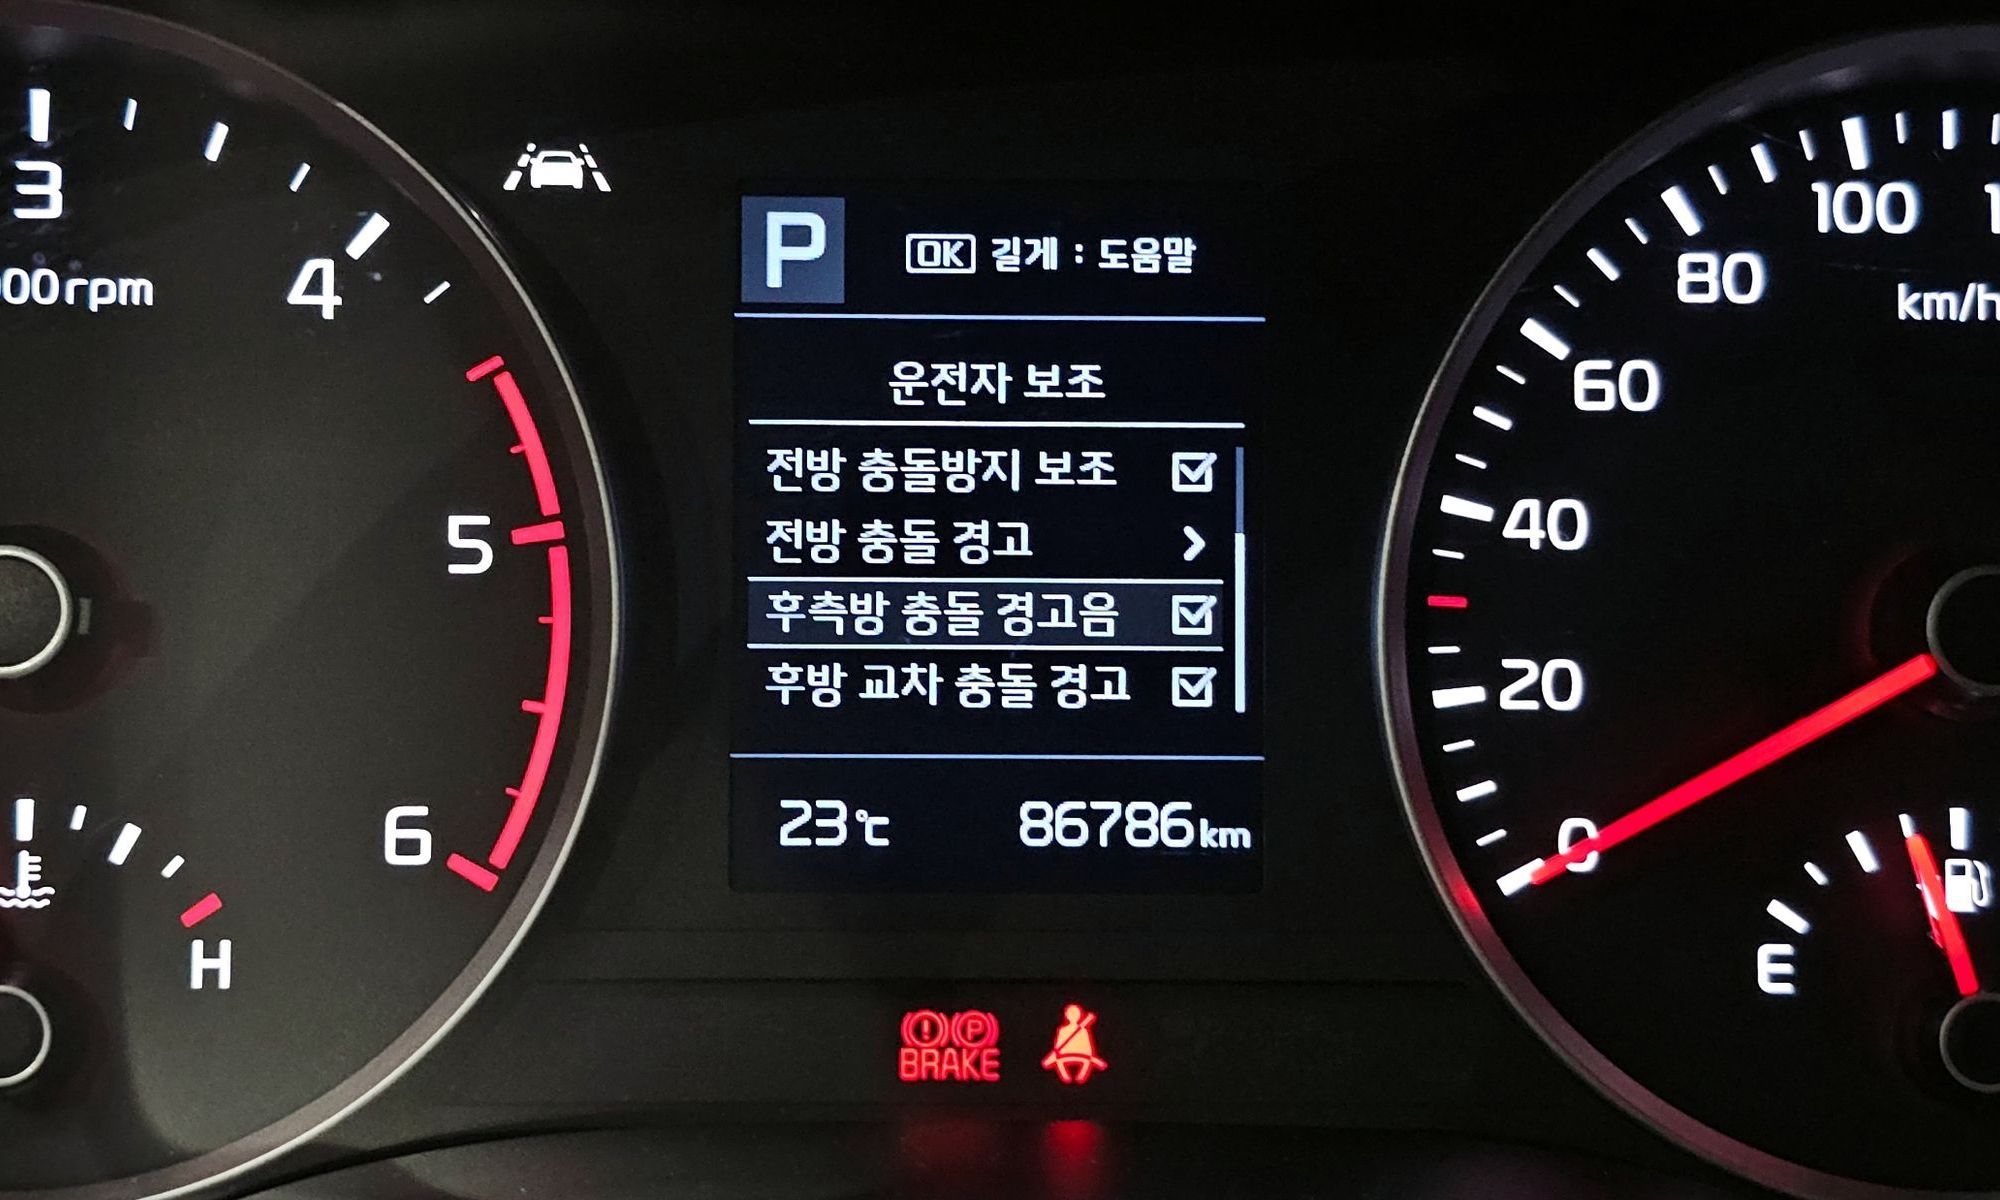 3
4
000rpm
5
6
H
P
OK 길게 : 도움말
운전자 보조
전방 충돌방지 보조
전방 충돌 경고
후측방 충돌 경고음
후방 교차 충돌 경고
23℃ 86786km
BRAKE
P
100
80
km/h
60
40
20
0
E